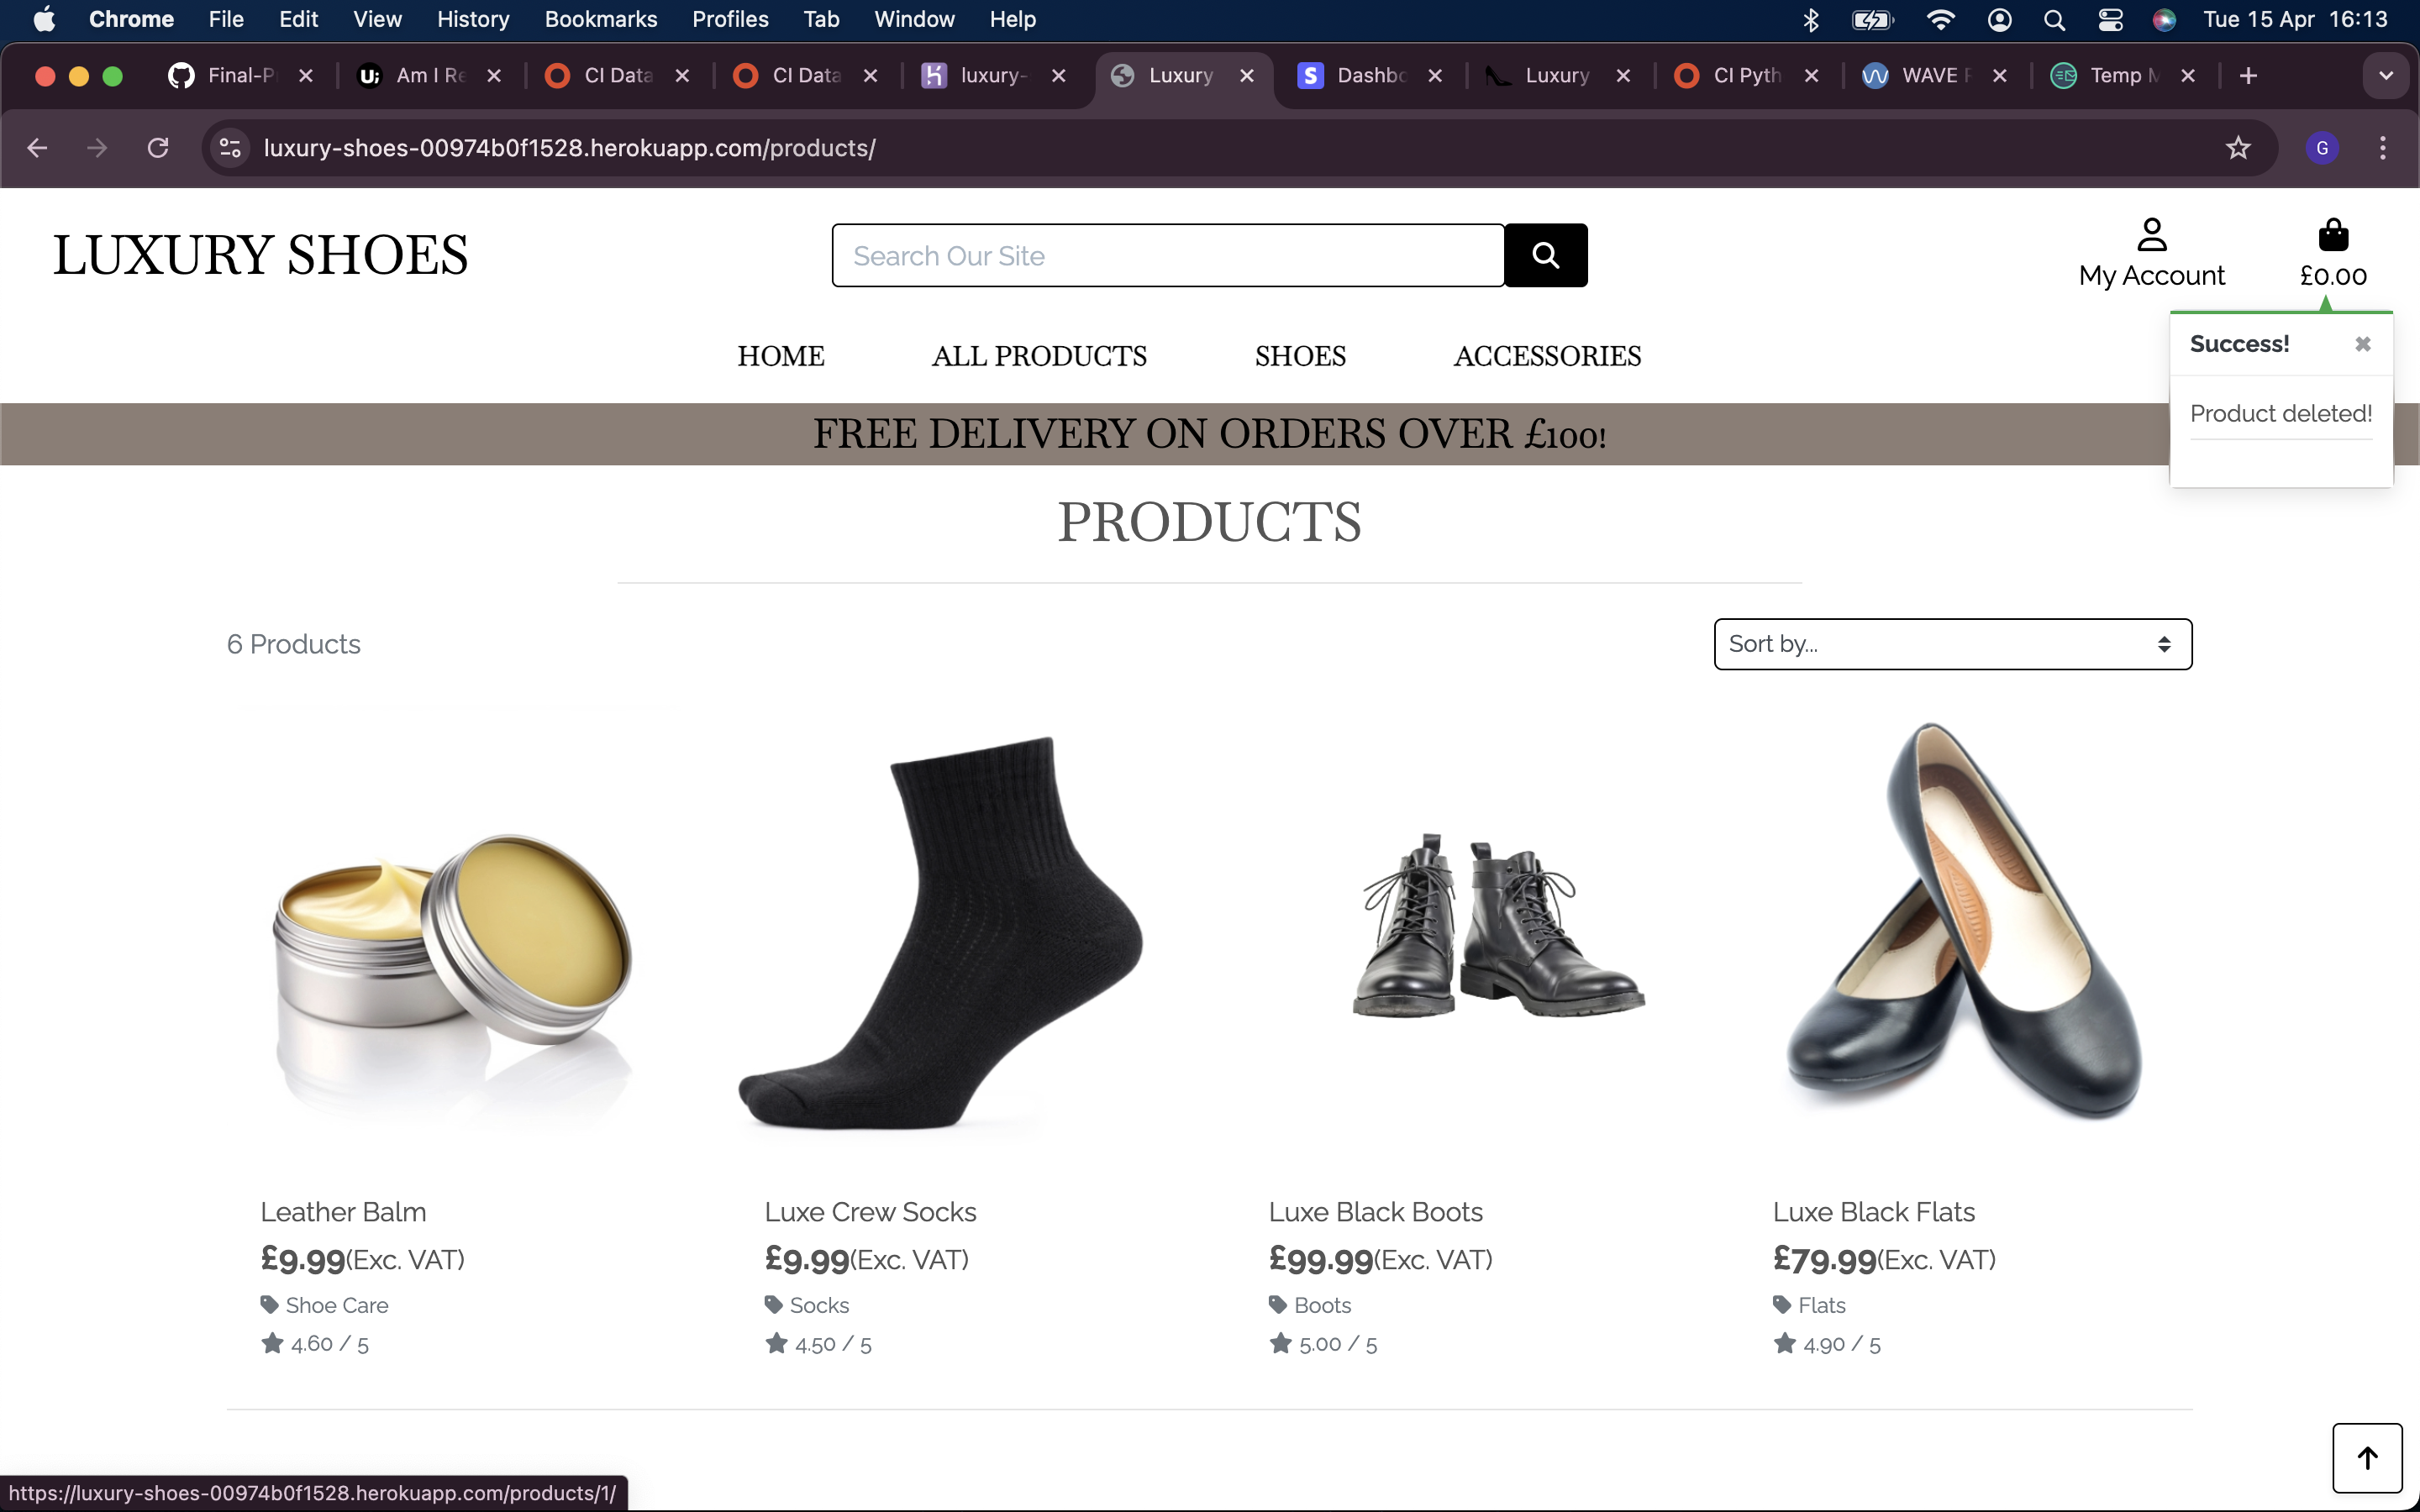 Chrome File Edit View History Bookmarks Profiles Tab Window Help Tue 15 Apr 16:13
Final-P Am I Re CI Data CI Data luxury- Luxury Dashbo Luxury CI Pyth WAVE Temp M
luxury-shoes-00974b0f1528.herokuapp.com/products/ G
LUXURY SHOES
Search Our Site
My Account
£0.00
HOME ALL PRODUCTS SHOES ACCESSORIES
Success!
Product deleted!
FREE DELIVERY ON ORDERS OVER £100!
PRODUCTS
6 Products
Sort by...
Leather Balm
£9.99(Exc. VAT)
Shoe Care
4.60 / 5
Luxe Crew Socks
£9.99(Exc. VAT)
Socks
4.50 / 5
Luxe Black Boots
£99.99(Exc. VAT)
Boots
5.00 / 5
Luxe Black Flats
£79.99(Exc. VAT)
Flats
4.90 / 5
https://luxury-shoes-00974b0f1528.herokuapp.com/products/1/